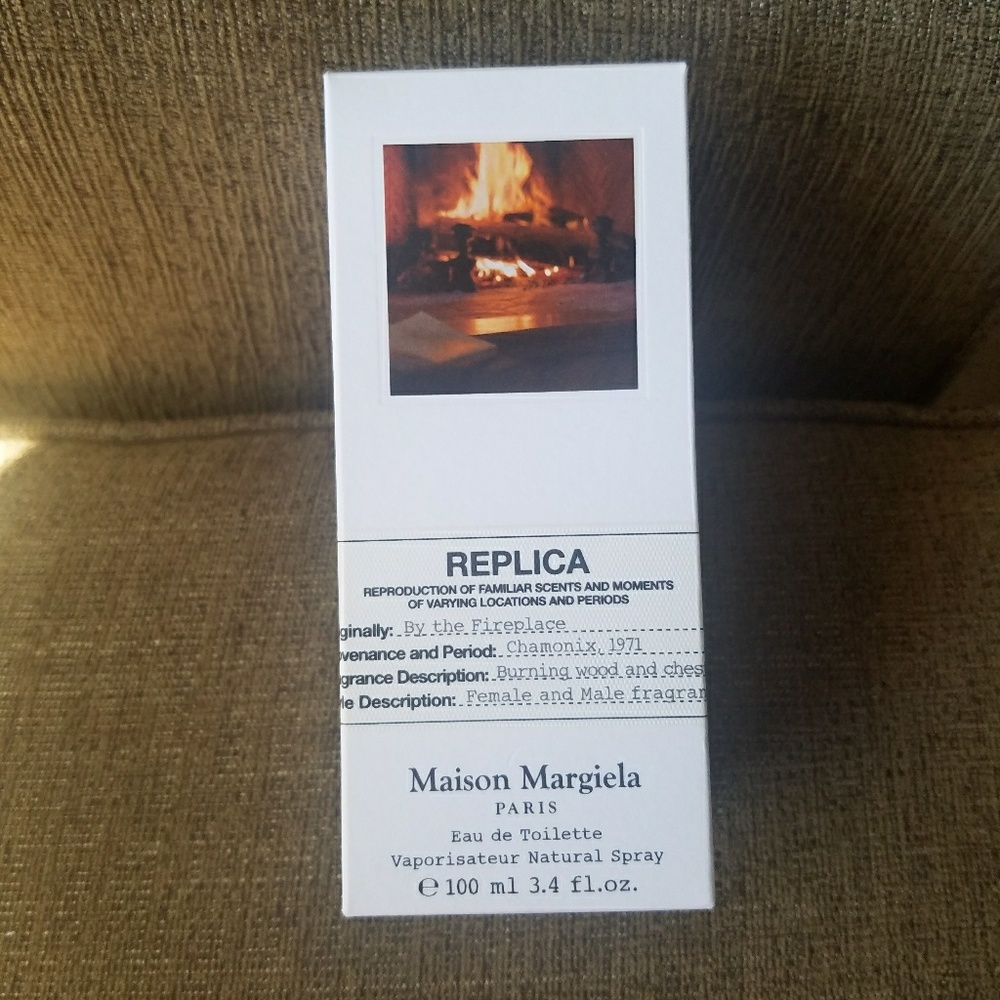 REPLICA
REPRODUCTION OF FAMILIAR SCENTS AND MOMENTS
OF VARYING LOCATIONS AND PERIODS
ginally: By the Fireplace
venance and Period: Chamonix, 1971
grance Description: Burning wood and ches
le Description: Female and Male fragran
Maison Margiela
PARIS
Eau de Toilette
Vaporisateur Natural Spray
℮ 100 ml 3.4 fl.oz.